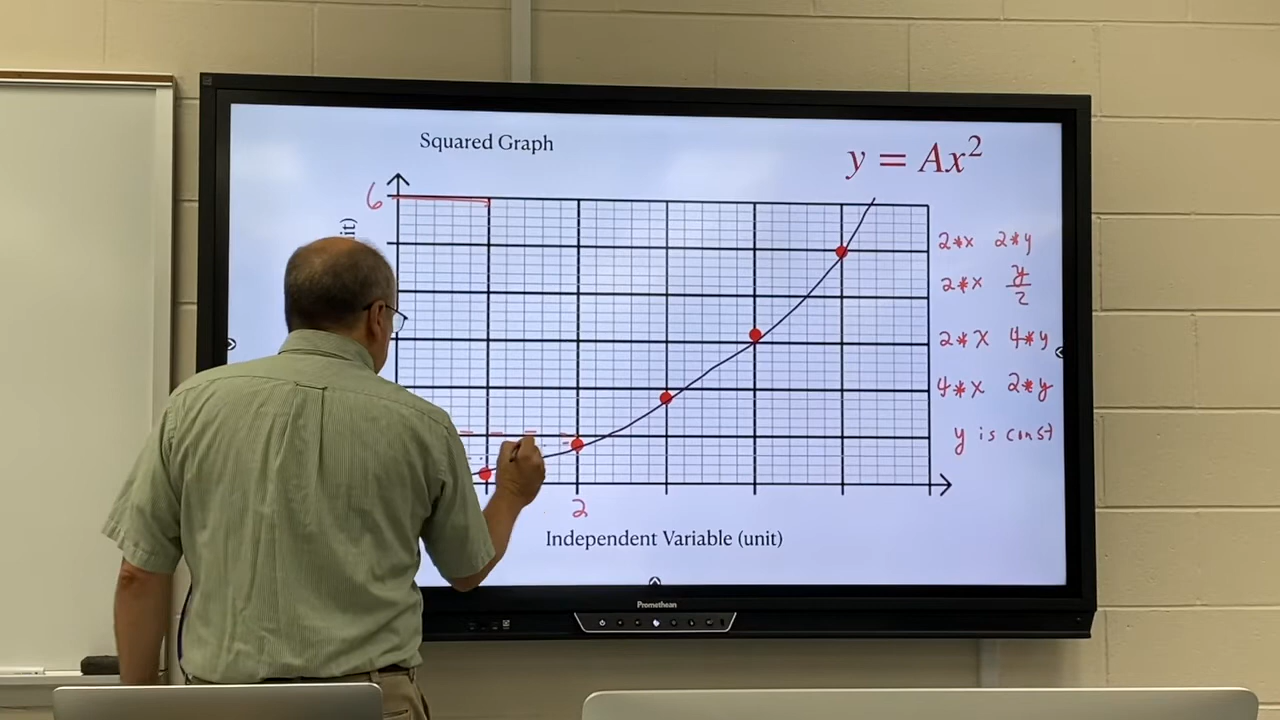 Squared Graph
y = Ax²
6
it)
2*x 2*y
2*x y/2
2*x 4*y
4*x 2*y
y is const
2
Independent Variable (unit)
Promethean